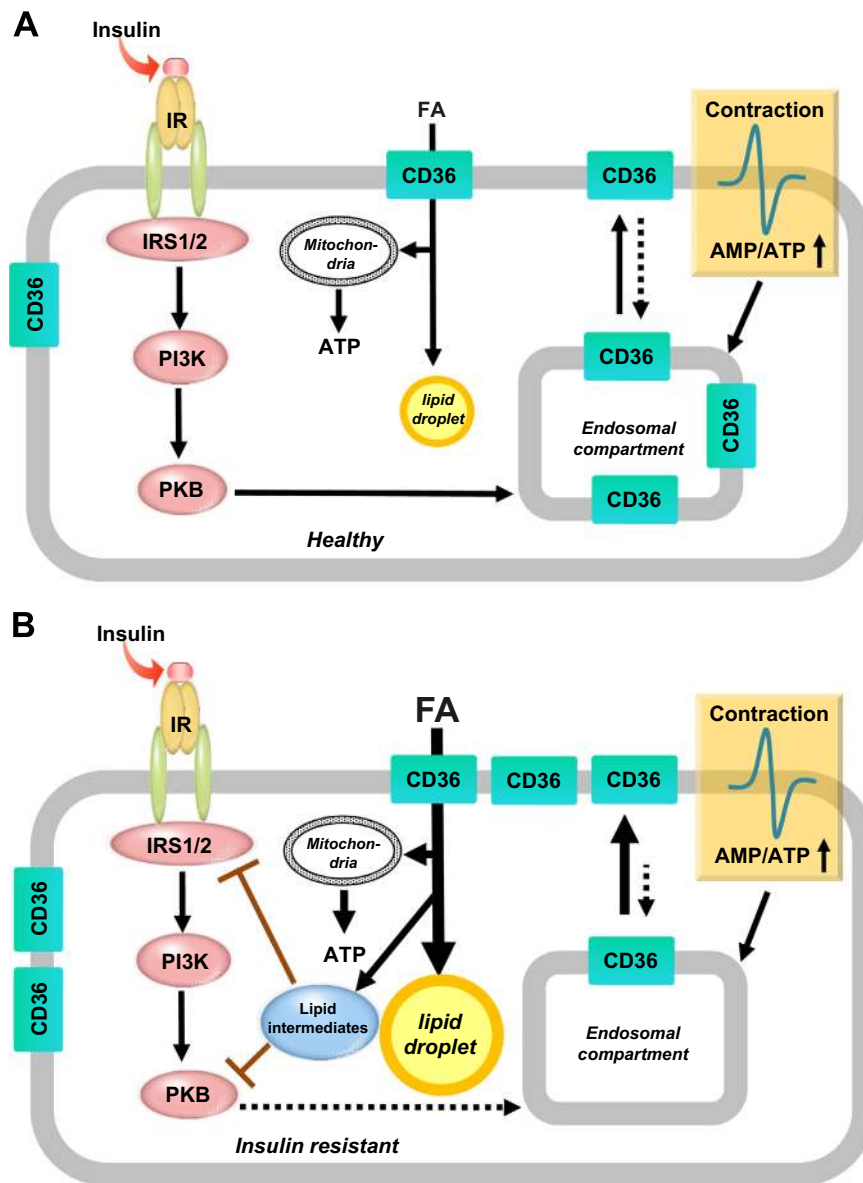 A
Insulin
IR
IRS1/2
PI3K
PKB
CD36
FA
CD36
Mitochon-
dria
ATP
lipid
droplet
CD36
Contraction
AMP/ATP
CD36
CD36
Endosomal
compartment
CD36
Healthy
B
Insulin
IR
IRS1/2
PI3K
PKB
CD36
CD36
FA
CD36
CD36
CD36
Mitochon-
dria
ATP
Lipid
intermediates
lipid
droplet
Contraction
AMP/ATP
CD36
Endosomal
compartment
Insulin resistant